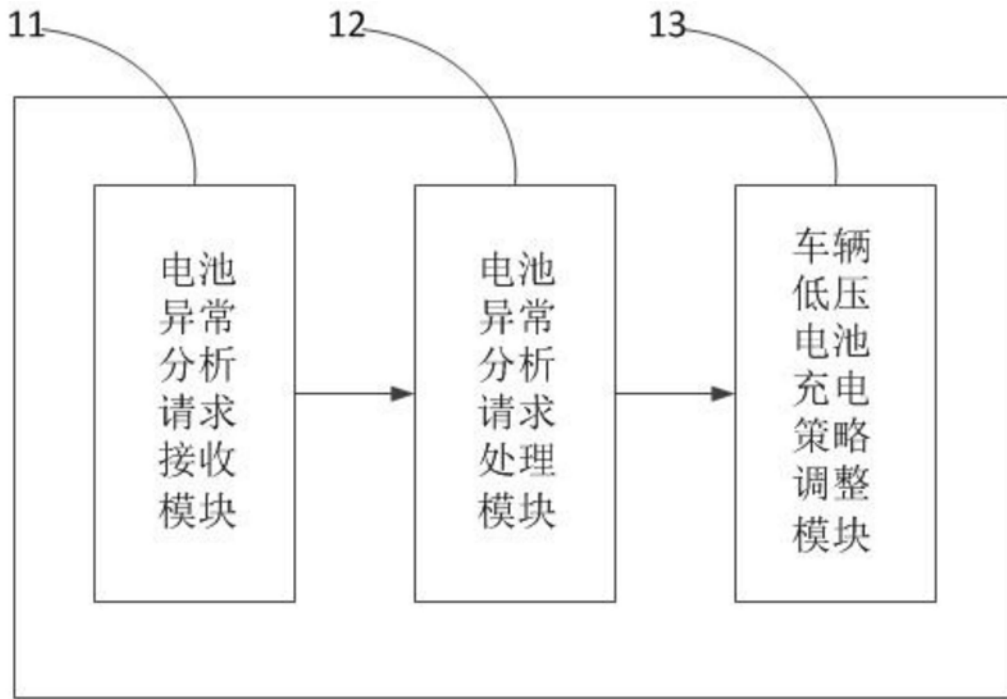 11
12
13
电池
异常
分析
请求
接收
模块
电池
异常
分析
请求
处理
模块
车辆
低压
电池
充电
策略
调整
模块